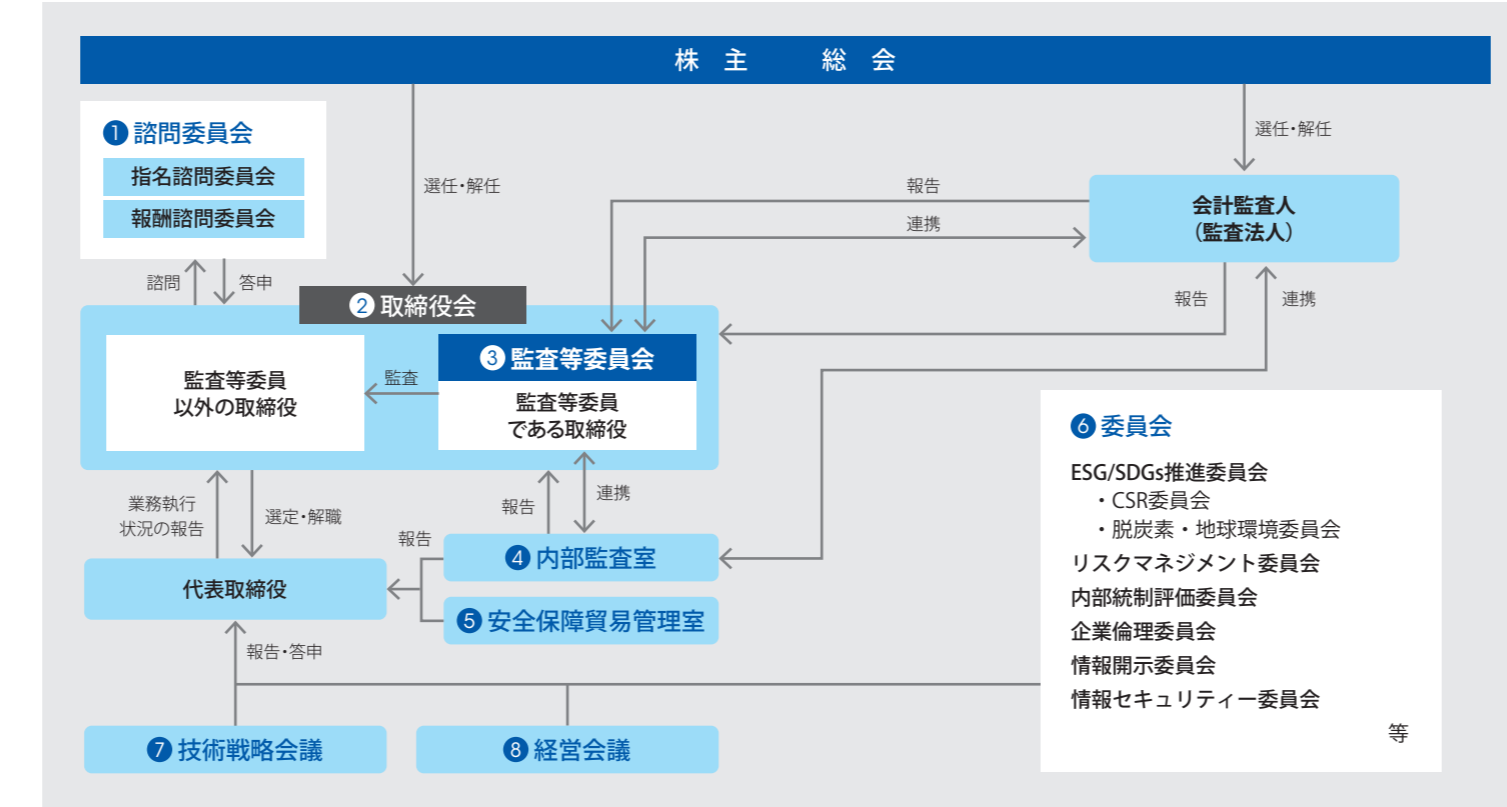 株主 総会
❶諮問委員会
指名諮問委員会
報酬諮問委員会
選任・解任
選任・解任
報告
連携
会計監査人
（監査法人）
諮問
答申
報告
連携
❷取締役会
❸監査等委員会
監査等委員
以外の取締役
監査
監査等委員
である取締役
業務執行
状況の報告
選定・解職
報告
連携
報告
❹内部監査室
代表取締役
❺安全保障貿易管理室
報告・答申
❼技術戦略会議
❽経営会議
❻委員会
ESG/SDGs推進委員会
・CSR委員会
・脱炭素・地球環境委員会
リスクマネジメント委員会
内部統制評価委員会
企業倫理委員会
情報開示委員会
情報セキュリティー委員会
等